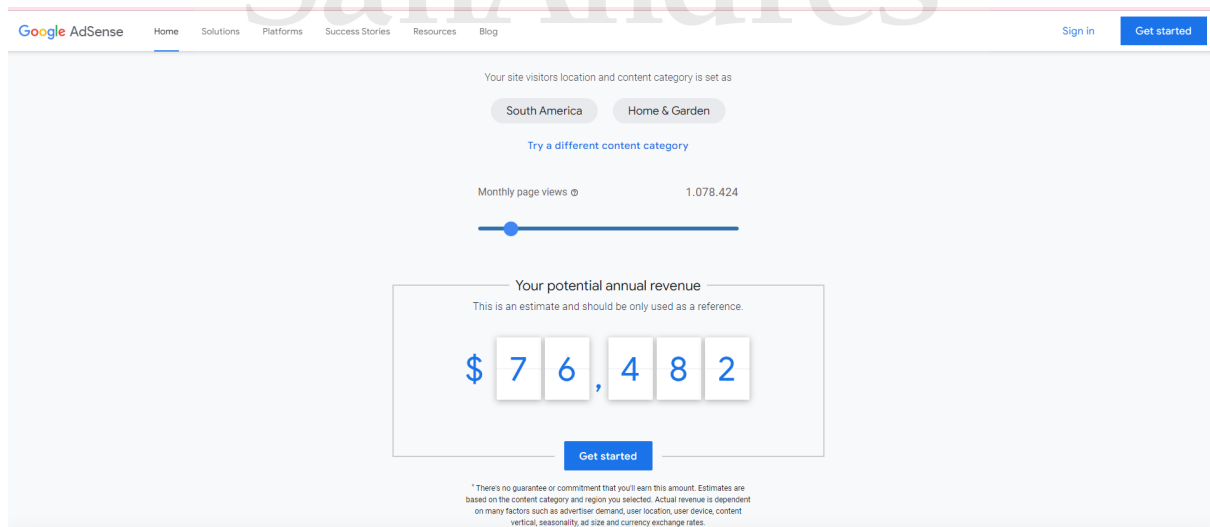 SanAndrés
Google AdSense Home Solutions Platforms Success Stories Resources Blog Sign in Get started
Your site visitors location and content category is set as
South America Home & Garden
Try a different content category
Monthly page views 1.078.424
Your potential annual revenue
This is an estimate and should be only used as a reference.
$ 76,482
Get started
* There's no guarantee or commitment that you'll earn this amount. Estimates are
based on the content category and region you selected. Actual revenue is dependent
on many factors such as advertiser demand, user location, user device, content
vertical, seasonality, ad size and currency exchange rates.